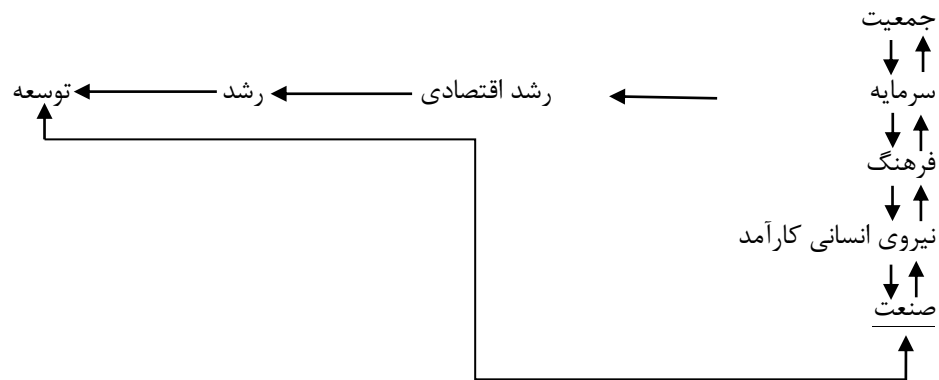 جمعیت
سرمایه
رشد اقتصادی
رشد
توسعه
فرهنگ
نیروی انسانی کارآمد
صنعت